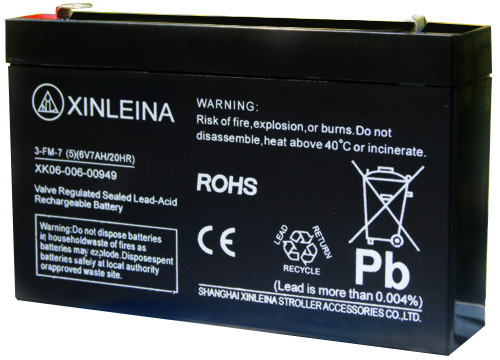 XINLEINA
3-FM-7 (5)(6V7AH/20HR)
XK06-006-00949
Valve Regulated Sealed Lead-Acid
Rechargeable Battery
Warning:Do not dispose batteries
in householdwaste of fires as
batteries may explode.Disposespent
batteries safely at local authority
orapproved waste site.
WARNING:
Risk of fire,explosion,or burns.Do not
disassemble,heat above 40°C or incinerate.
ROHS
CE
LEAD
RETURN
RECYCLE
Pb
(Lead is more than 0.004%)
SHANGHAI XINLEINA STROLLER ACCESSORIES CO.,LTD